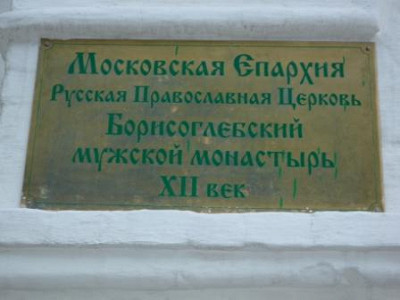 Московская Епархия
Русская Православная Церковь
Борисоглебский
мужской монастырь
XII век